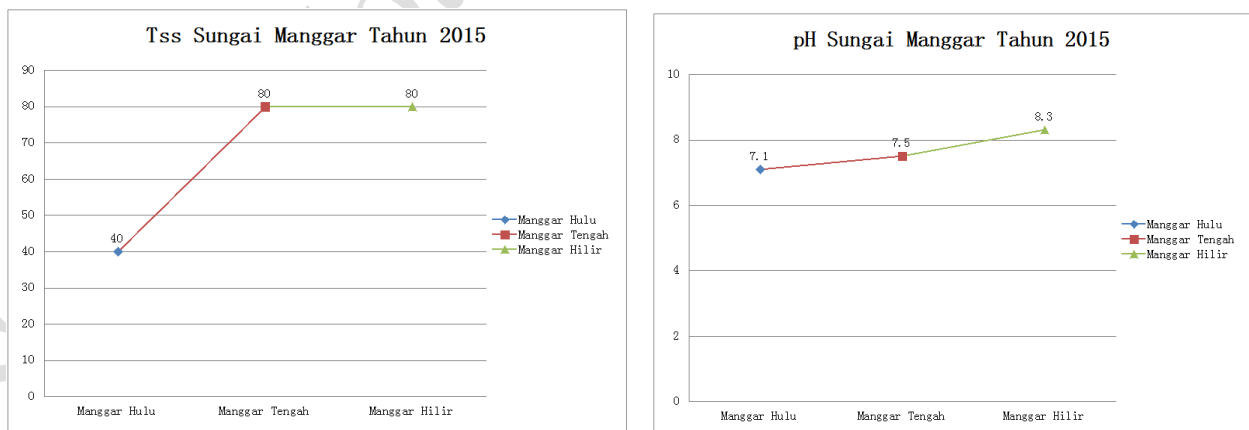 Tss Sungai Manggar Tahun 2015
90
80
70
60
50
40
30
20
10
0
40
80
80
Manggar Hulu
Manggar Tengah
Manggar Hilir
Manggar Hulu
Manggar Tengah
Manggar Hilir
pH Sungai Manggar Tahun 2015
10
8
6
4
2
0
7.1
7.5
8.3
Manggar Hulu
Manggar Tengah
Manggar Hilir
Manggar Hulu
Manggar Tengah
Manggar Hilir